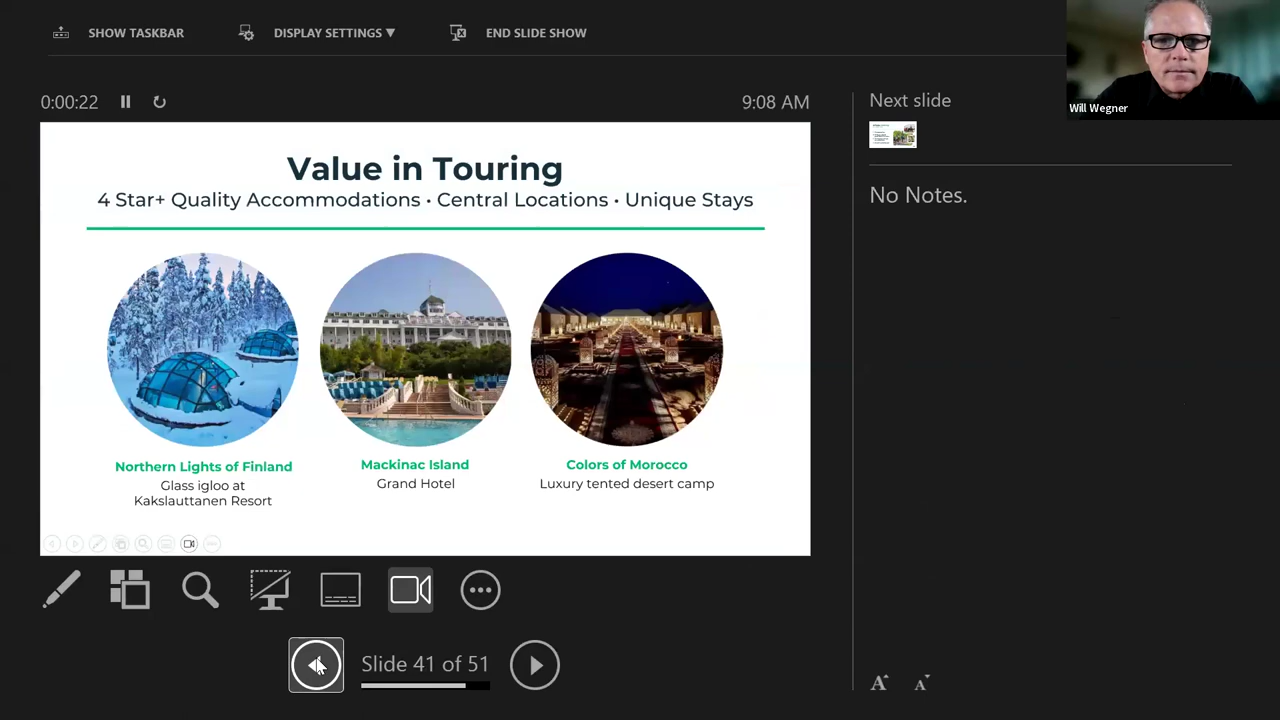 SHOW TASKBAR
DISPLAY SETTINGS ▼
END SLIDE SHOW
Will Wegner
0:00:22
9:08 AM
Next slide
No Notes.
Value in Touring
4 Star+ Quality Accommodations • Central Locations • Unique Stays
Northern Lights of Finland
Glass igloo at
Kakslauttanen Resort
Mackinac Island
Grand Hotel
Colors of Morocco
Luxury tented desert camp
Slide 41 of 51
A A